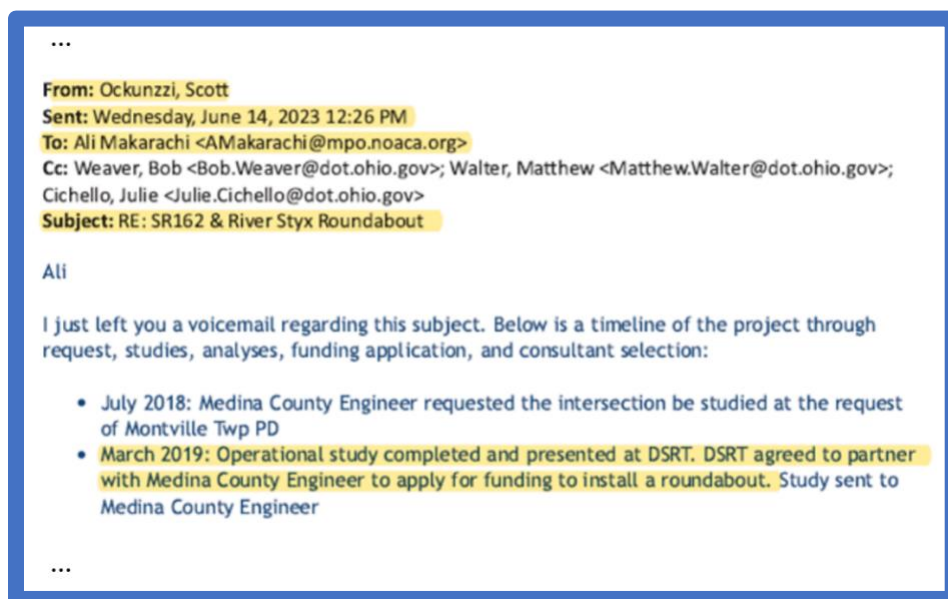 ...
From: Ockunzzi, Scott
Sent: Wednesday, June 14, 2023 12:26 PM
To: Ali Makarachi <AMakarachi@mpo.noaca.org>
Cc: Weaver, Bob <Bob.Weaver@dot.ohio.gov>; Walter, Matthew <Matthew.Walter@dot.ohio.gov>;
Cichello, Julie <Julie.Cichello@dot.ohio.gov>
Subject: RE: SR162 & River Styx Roundabout
Ali
I just left you a voicemail regarding this subject. Below is a timeline of the project through
request, studies, analyses, funding application, and consultant selection:
• July 2018: Medina County Engineer requested the intersection be studied at the request
of Montville Twp PD
• March 2019: Operational study completed and presented at DSRT. DSRT agreed to partner
with Medina County Engineer to apply for funding to install a roundabout. Study sent to
Medina County Engineer
...